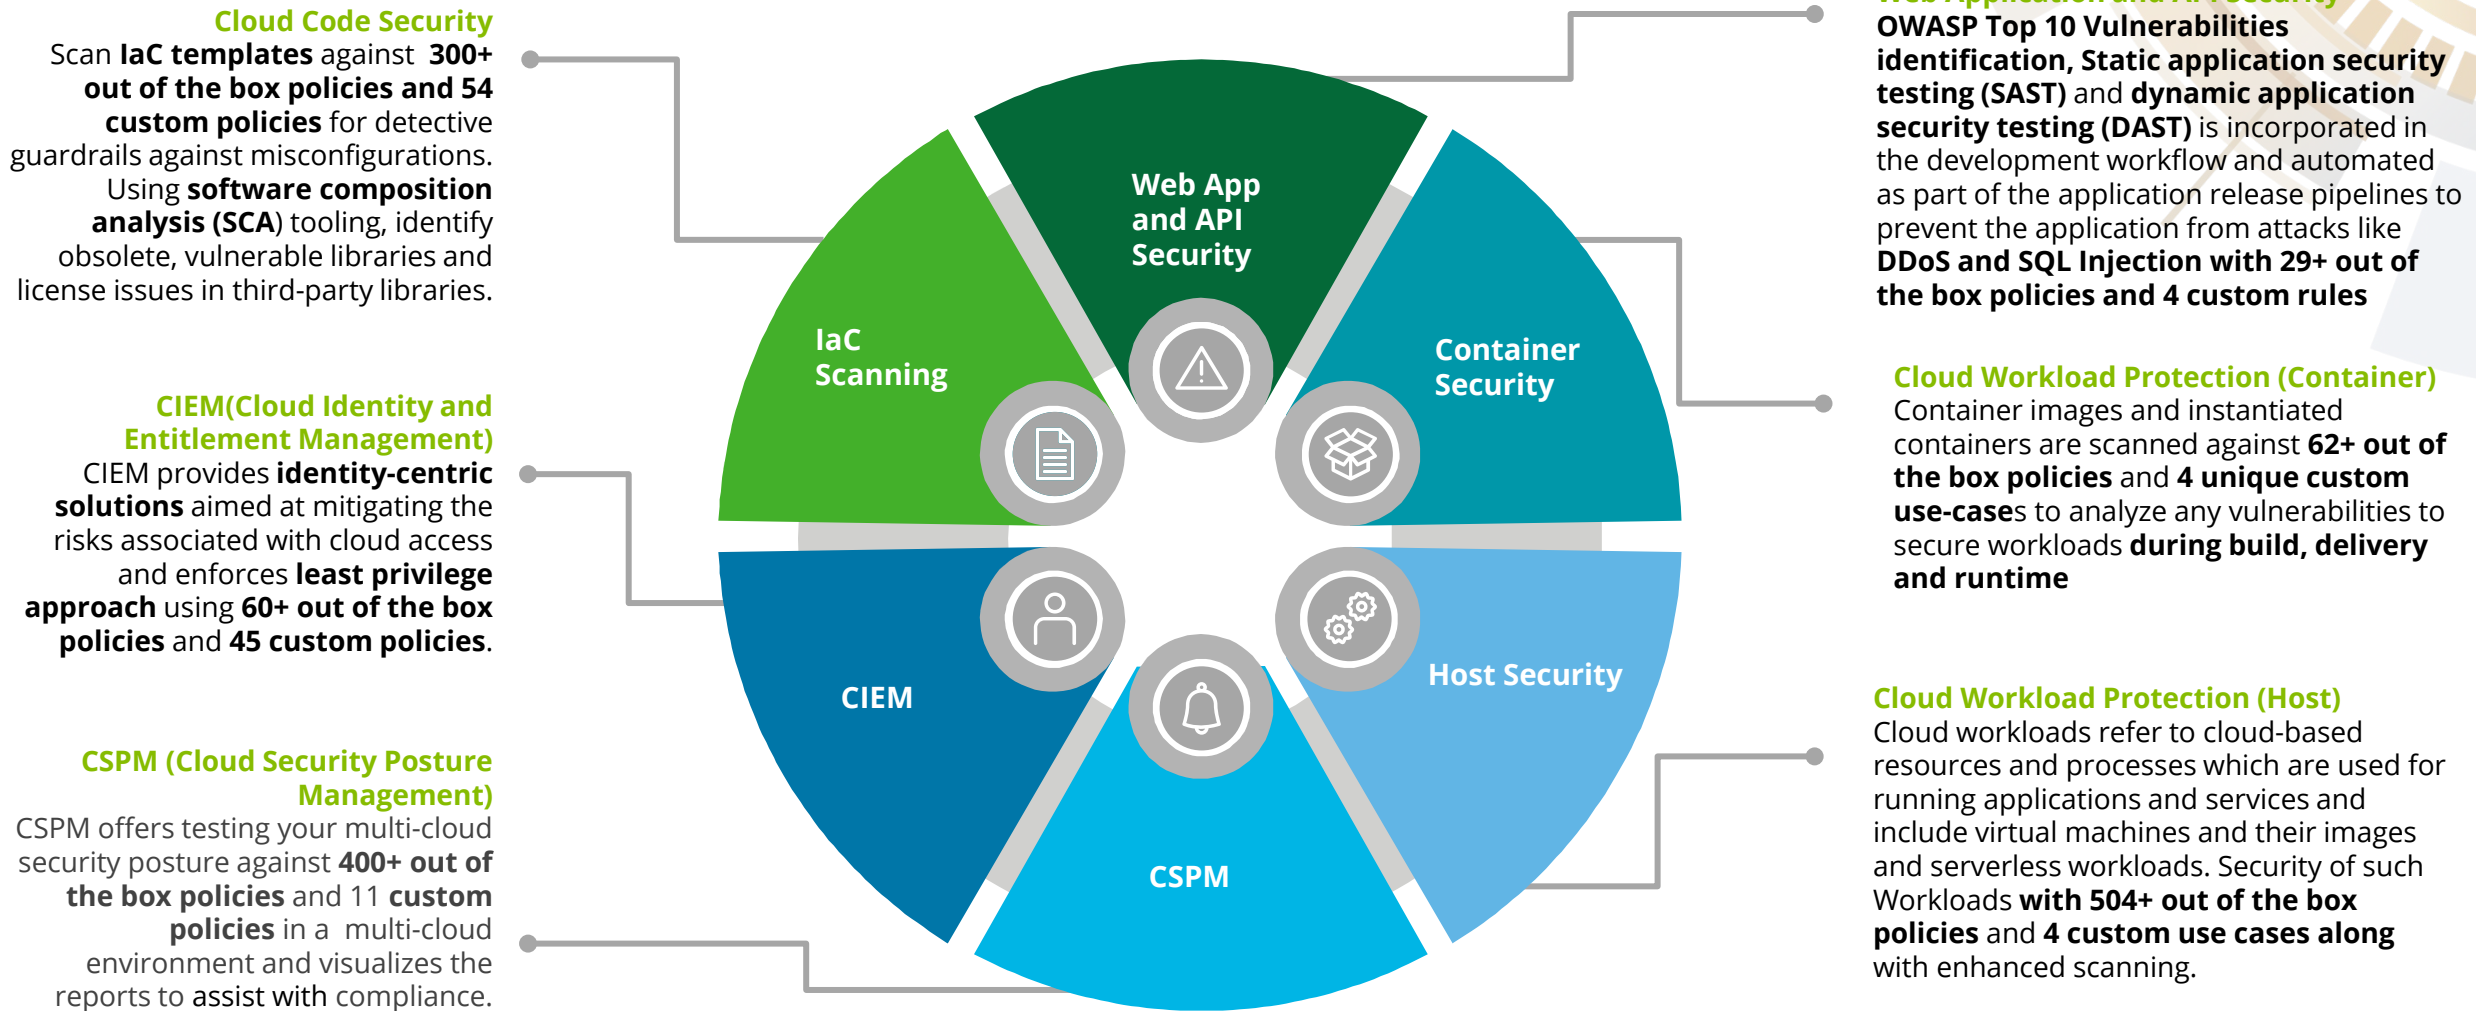 Cloud Code Security
Scan IaC templates against 300+
out of the box policies and 54
custom policies for detective
guardrails against misconfigurations.
Using software composition
analysis (SCA) tooling, identify
obsolete, vulnerable libraries and
license issues in third-party libraries.
CIEM(Cloud Identity and
Entitlement Management)
CIEM provides identity-centric
solutions aimed at mitigating the
risks associated with cloud access
and enforces least privilege
approach using 60+ out of the box
policies and 45 custom policies.
CSPM (Cloud Security Posture
Management)
CSPM offers testing your multi-cloud
security posture against 400+ out of
the box policies and 11 custom
policies in a multi-cloud
environment and visualizes the
reports to assist with compliance.
Web App
and API
Security
IaC
Scanning
Container
Security
CIEM
Host Security
CSPM
Web Application and API Security
OWASP Top 10 Vulnerabilities
identification, Static application security
testing (SAST) and dynamic application
security testing (DAST) is incorporated in
the development workflow and automated
as part of the application release pipelines to
prevent the application from attacks like
DDoS and SQL Injection with 29+ out of
the box policies and 4 custom rules
Cloud Workload Protection (Container)
Container images and instantiated
containers are scanned against 62+ out of
the box policies and 4 unique custom
use-cases to analyze any vulnerabilities to
secure workloads during build, delivery
and runtime
Cloud Workload Protection (Host)
Cloud workloads refer to cloud-based
resources and processes which are used for
running applications and services and
include virtual machines and their images
and serverless workloads. Security of such
Workloads with 504+ out of the box
policies and 4 custom use cases along
with enhanced scanning.